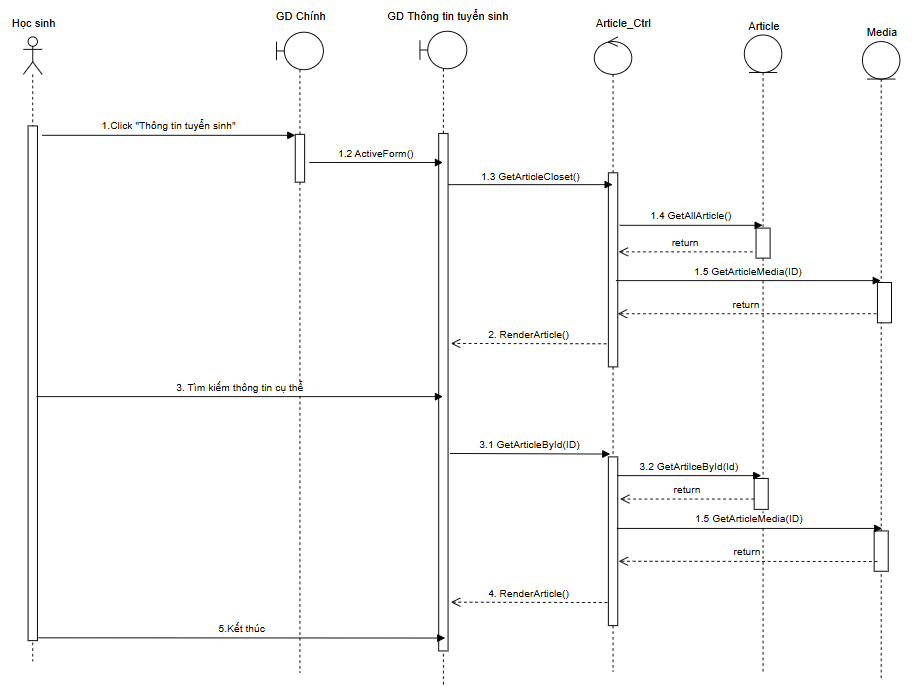 Học sinh
GD Chính
GD Thông tin tuyển sinh
Article_Ctrl
Article
Media
1.Click "Thông tin tuyển sinh"
1.2 ActiveForm()
1.3 GetArticleCloset()
1.4 GetAllArticle()
return
1.5 GetArticleMedia(ID)
return
2. RenderArticle()
3. Tìm kiếm thông tin cụ thể
3.1 GetArticleById(ID)
3.2 GetArtilceById(Id)
return
1.5 GetArticleMedia(ID)
return
4. RenderArticle()
5.Kết thúc